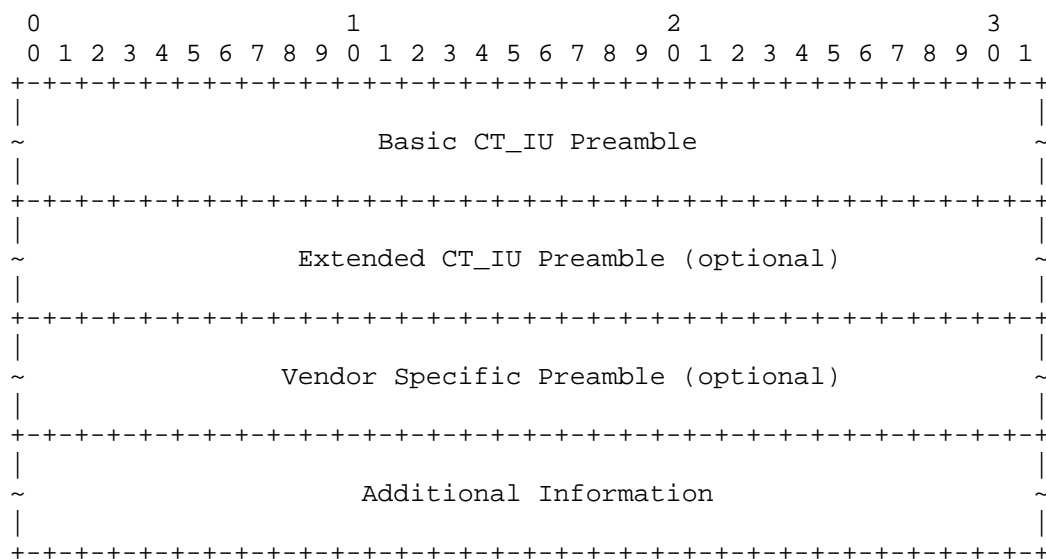 0                   1                   2                   3
 0 1 2 3 4 5 6 7 8 9 0 1 2 3 4 5 6 7 8 9 0 1 2 3 4 5 6 7 8 9 0 1
+-+-+-+-+-+-+-+-+-+-+-+-+-+-+-+-+-+-+-+-+-+-+-+-+-+-+-+-+-+-+-+-+
|                                                               |
~                      Basic CT_IU Preamble                     ~
|                                                               |
+-+-+-+-+-+-+-+-+-+-+-+-+-+-+-+-+-+-+-+-+-+-+-+-+-+-+-+-+-+-+-+-+
|                                                               |
~                 Extended CT_IU Preamble (optional)            ~
|                                                               |
+-+-+-+-+-+-+-+-+-+-+-+-+-+-+-+-+-+-+-+-+-+-+-+-+-+-+-+-+-+-+-+-+
|                                                               |
~                Vendor Specific Preamble (optional)            ~
|                                                               |
+-+-+-+-+-+-+-+-+-+-+-+-+-+-+-+-+-+-+-+-+-+-+-+-+-+-+-+-+-+-+-+-+
|                                                               |
~                     Additional Information                    ~
|                                                               |
+-+-+-+-+-+-+-+-+-+-+-+-+-+-+-+-+-+-+-+-+-+-+-+-+-+-+-+-+-+-+-+-+